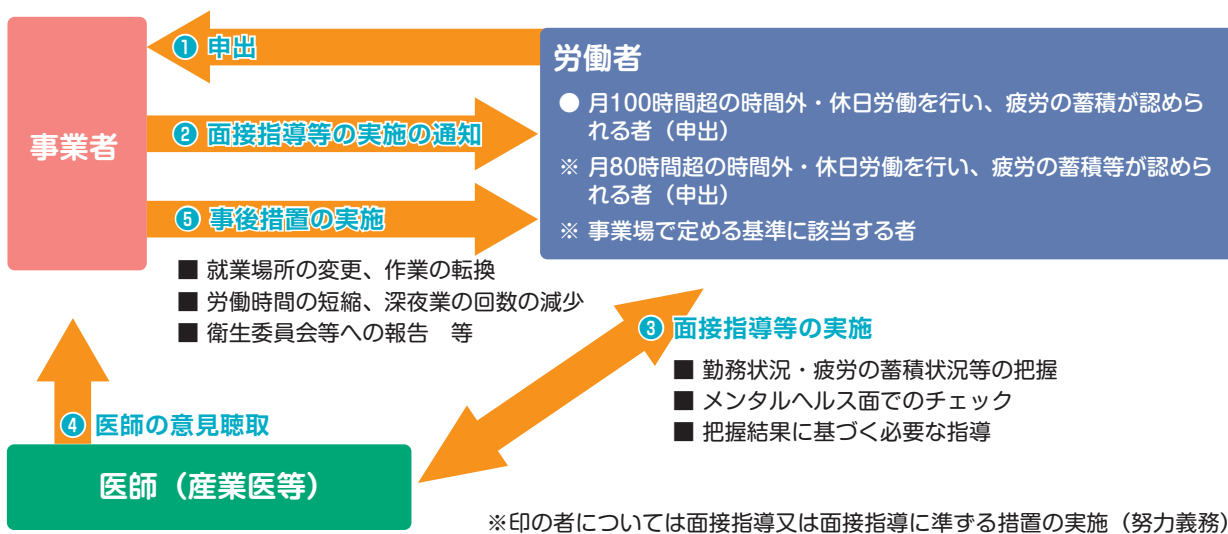 事業者
❶ 申出
❷ 面接指導等の実施の通知
❺ 事後措置の実施
■ 就業場所の変更、作業の転換
■ 労働時間の短縮、深夜業の回数の減少
■ 衛生委員会等への報告　等
労働者
● 月100時間超の時間外・休日労働を行い、疲労の蓄積が認めら
れる者（申出）
※ 月80時間超の時間外・休日労働を行い、疲労の蓄積等が認めら
れる者（申出）
※ 事業場で定める基準に該当する者
❸ 面接指導等の実施
■ 勤務状況・疲労の蓄積状況等の把握
■ メンタルヘルス面でのチェック
■ 把握結果に基づく必要な指導
❹ 医師の意見聴取
医師（産業医等）
※印の者については面接指導又は面接指導に準ずる措置の実施（努力義務）